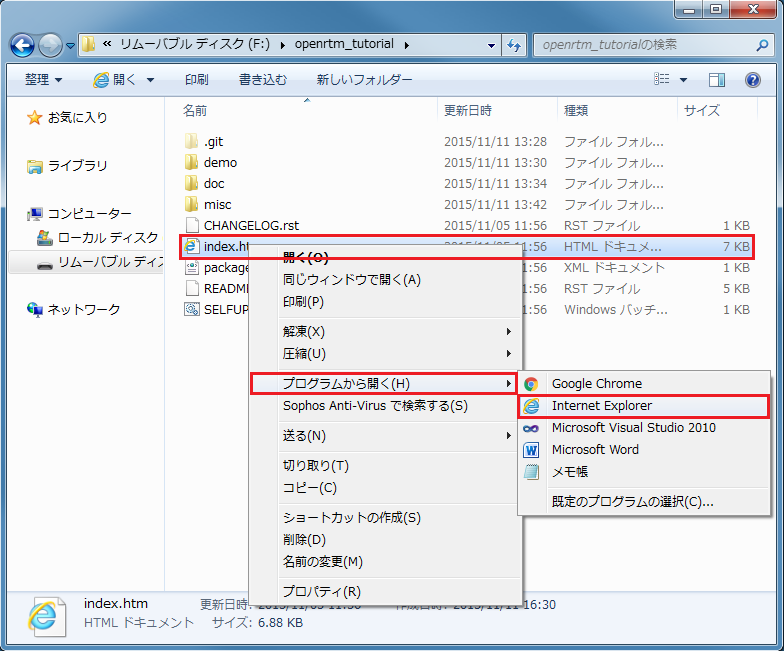 « リムーバブル ディスク (F:) ▸ openrtm_tutorial ▸
openrtm_tutorialの検索
整理 開く 印刷 書き込む 新しいフォルダー
名前 更新日時 種類 サイズ
お気に入り
ライブラリ
コンピューター
ローカル ディスク
リムーバブル ディス
ネットワーク
.git 2015/11/11 13:28 ファイル フォル...
demo 2015/11/11 13:30 ファイル フォル...
doc 2015/11/11 13:34 ファイル フォル...
misc 2015/11/11 13:42 ファイル フォル...
CHANGELOG.rst 2015/11/05 11:56 RST ファイル 1 KB
index.ht :56 HTML ドキュメ... 7 KB
package :56 XML ドキュメント 1 KB
READM :56 RST ファイル 5 KB
SELFUP :56 Windows バッチ... 1 KB
開く(O)
同じウィンドウで開く(A)
印刷(P)
解凍(X)
圧縮(U)
プログラムから開く(H)
Sophos Anti-Virus で検索する(S)
送る(N)
切り取り(T)
コピー(C)
ショートカットの作成(S)
削除(D)
名前の変更(M)
プロパティ(R)
Google Chrome
Internet Explorer
Microsoft Visual Studio 2010
Microsoft Word
メモ帳
既定のプログラムの選択(C)...
index.htm 更新日時: 2015/11/05 11:56 作成日時: 2015/11/11 16:30
HTML ドキュメント サイズ: 6.88 KB